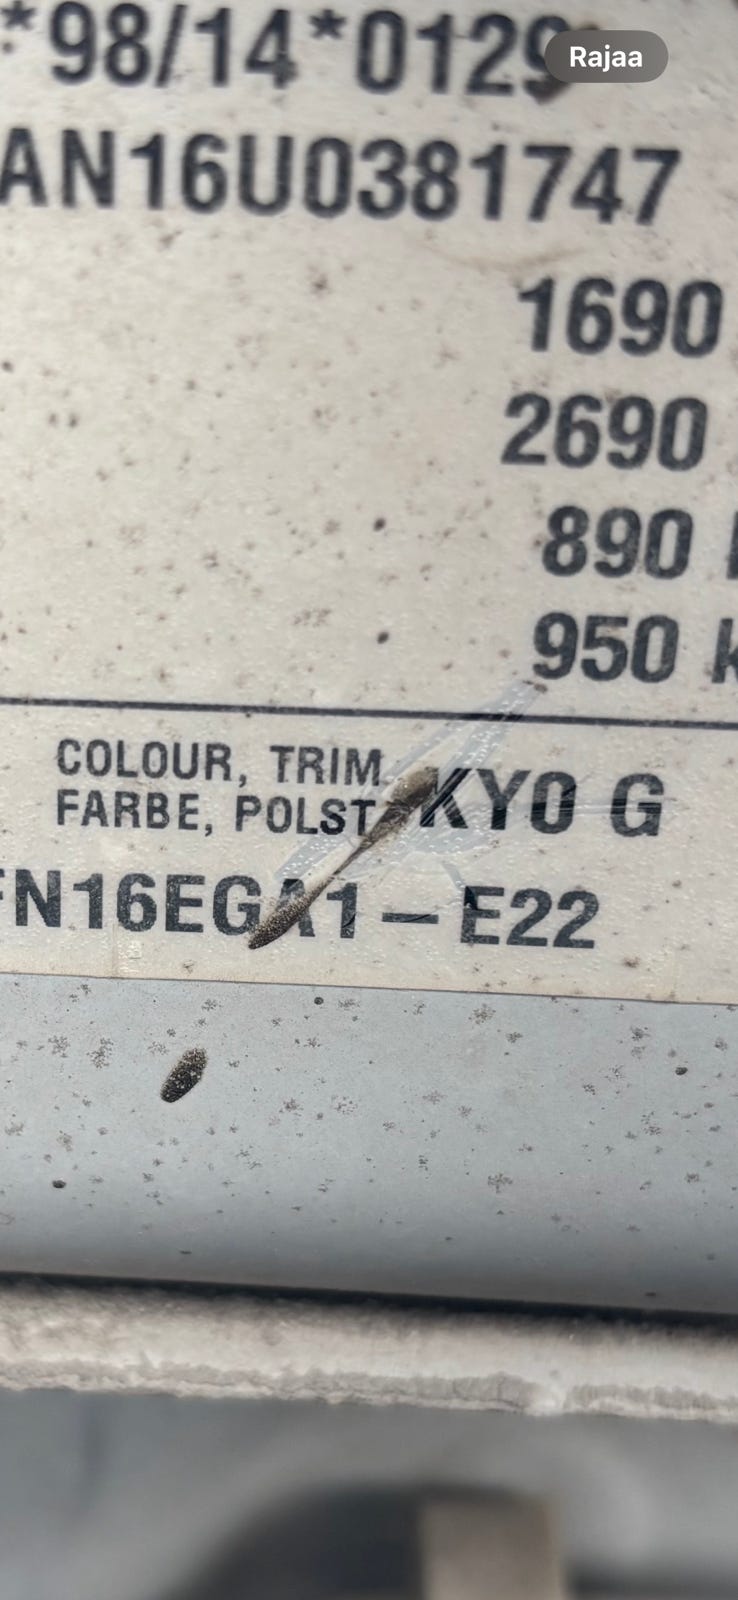 *98/14*0129
Rajaa
AN16U0381747
1690
2690
890 k
950 k
COLOUR, TRIM
FARBE, POLST
KY0 G
FN16EGA1-E22